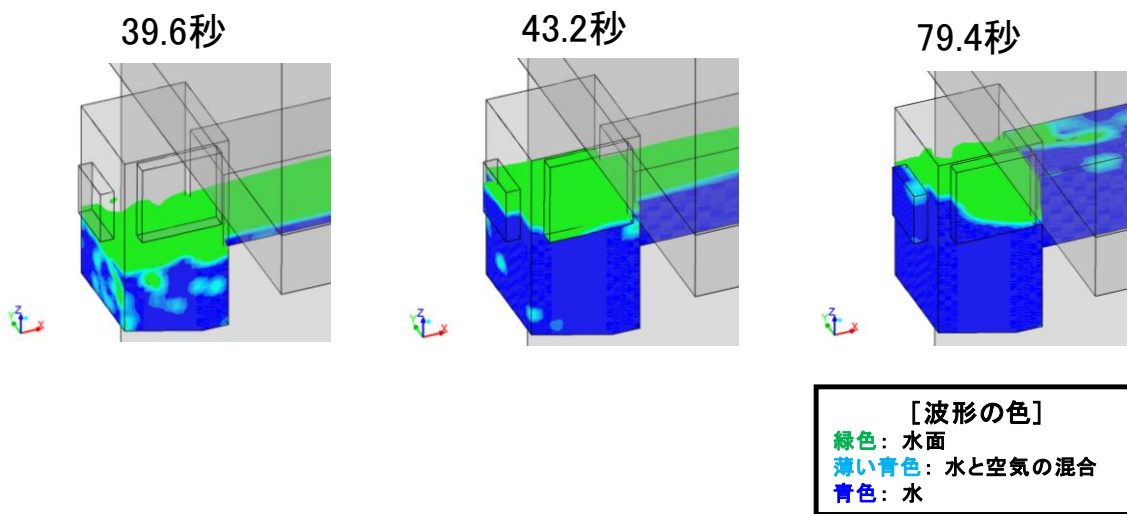 39.6秒
43.2秒
79.4秒
Z
Y
X
Z
Y
X
Z
Y
X
[波形の色]
緑色: 水面
薄い青色: 水と空気の混合
青色: 水